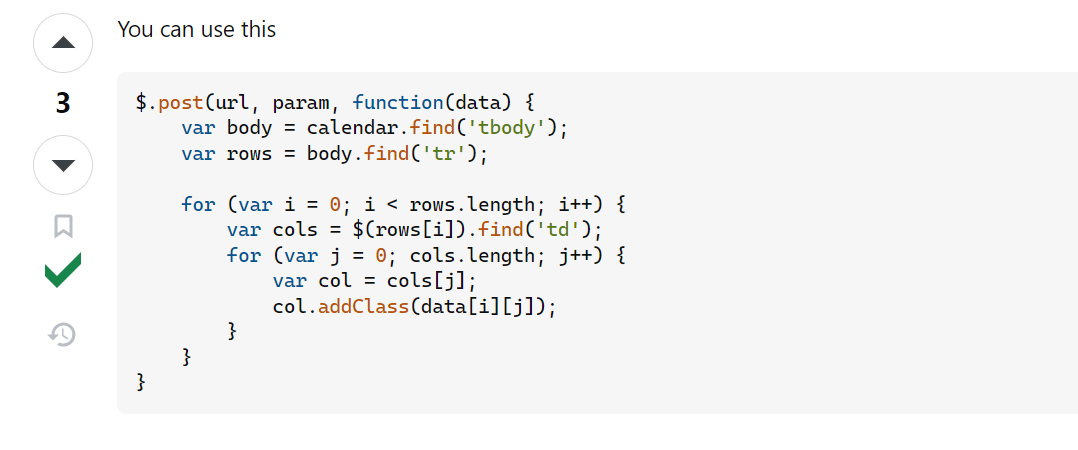 You can use this
3
$.post(url, param, function(data) {
    var body = calendar.find('tbody');
    var rows = body.find('tr');

    for (var i = 0; i < rows.length; i++) {
        var cols = $(rows[i]).find('td');
        for (var j = 0; cols.length; j++) {
            var col = cols[j];
            col.addClass(data[i][j]);
        }
    }
}